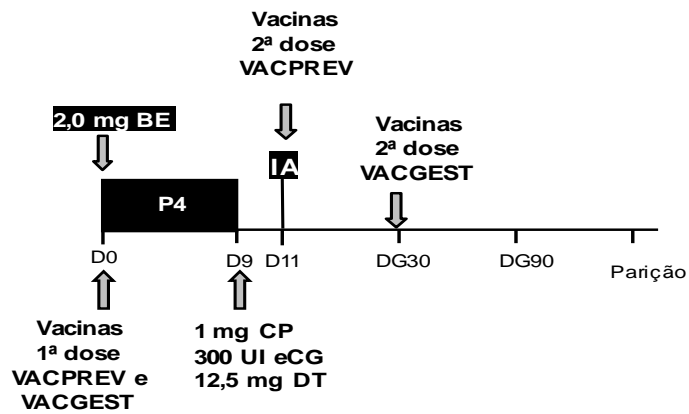 Vacinas
2ª dose
VACPREV
2,0 mg BE
Vacinas
2ª dose
VACGEST
IA
P4
D0
D9
D11
DG30
DG90
Parição
Vacinas
1ª dose
VACPREV e
VACGEST
1 mg CP
300 UI eCG
12,5 mg DT